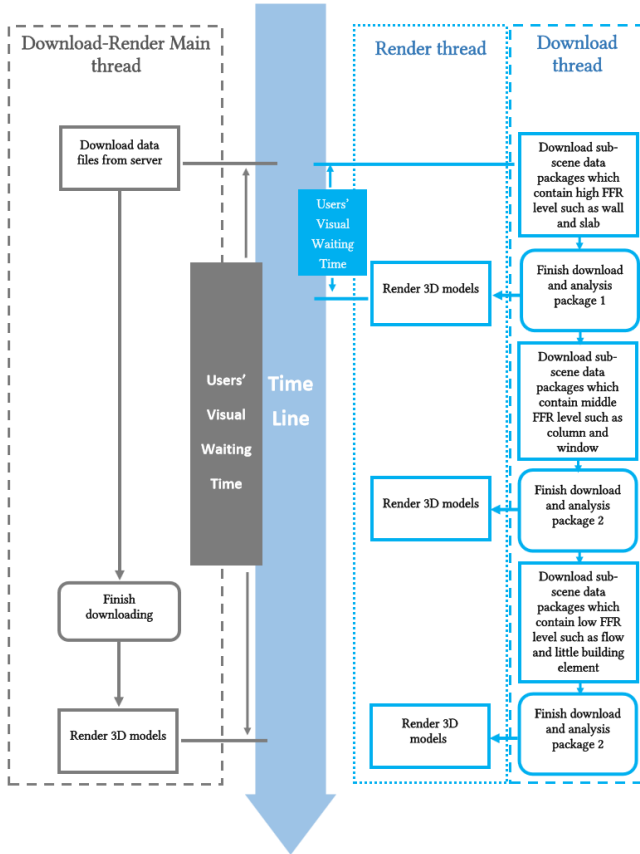 Download-Render Main
thread
Download data
files from server
Finish
downloading
Render 3D models
Users'
Visual
Waiting
Time
Time
Line
Users'
Visual
Waiting
Time
Render thread
Render 3D models
Render 3D models
Render 3D
models
Download
thread
Download sub-
scene data
packages which
contain high FFR
level such as wall
and slab
Finish download
and analysis
package 1
Download sub-
scene data
packages which
contain middle
FFR level such as
column and
window
Finish download
and analysis
package 2
Download sub-
scene data
packages which
contain low FFR
level such as flow
and little building
element
Finish download
and analysis
package 2